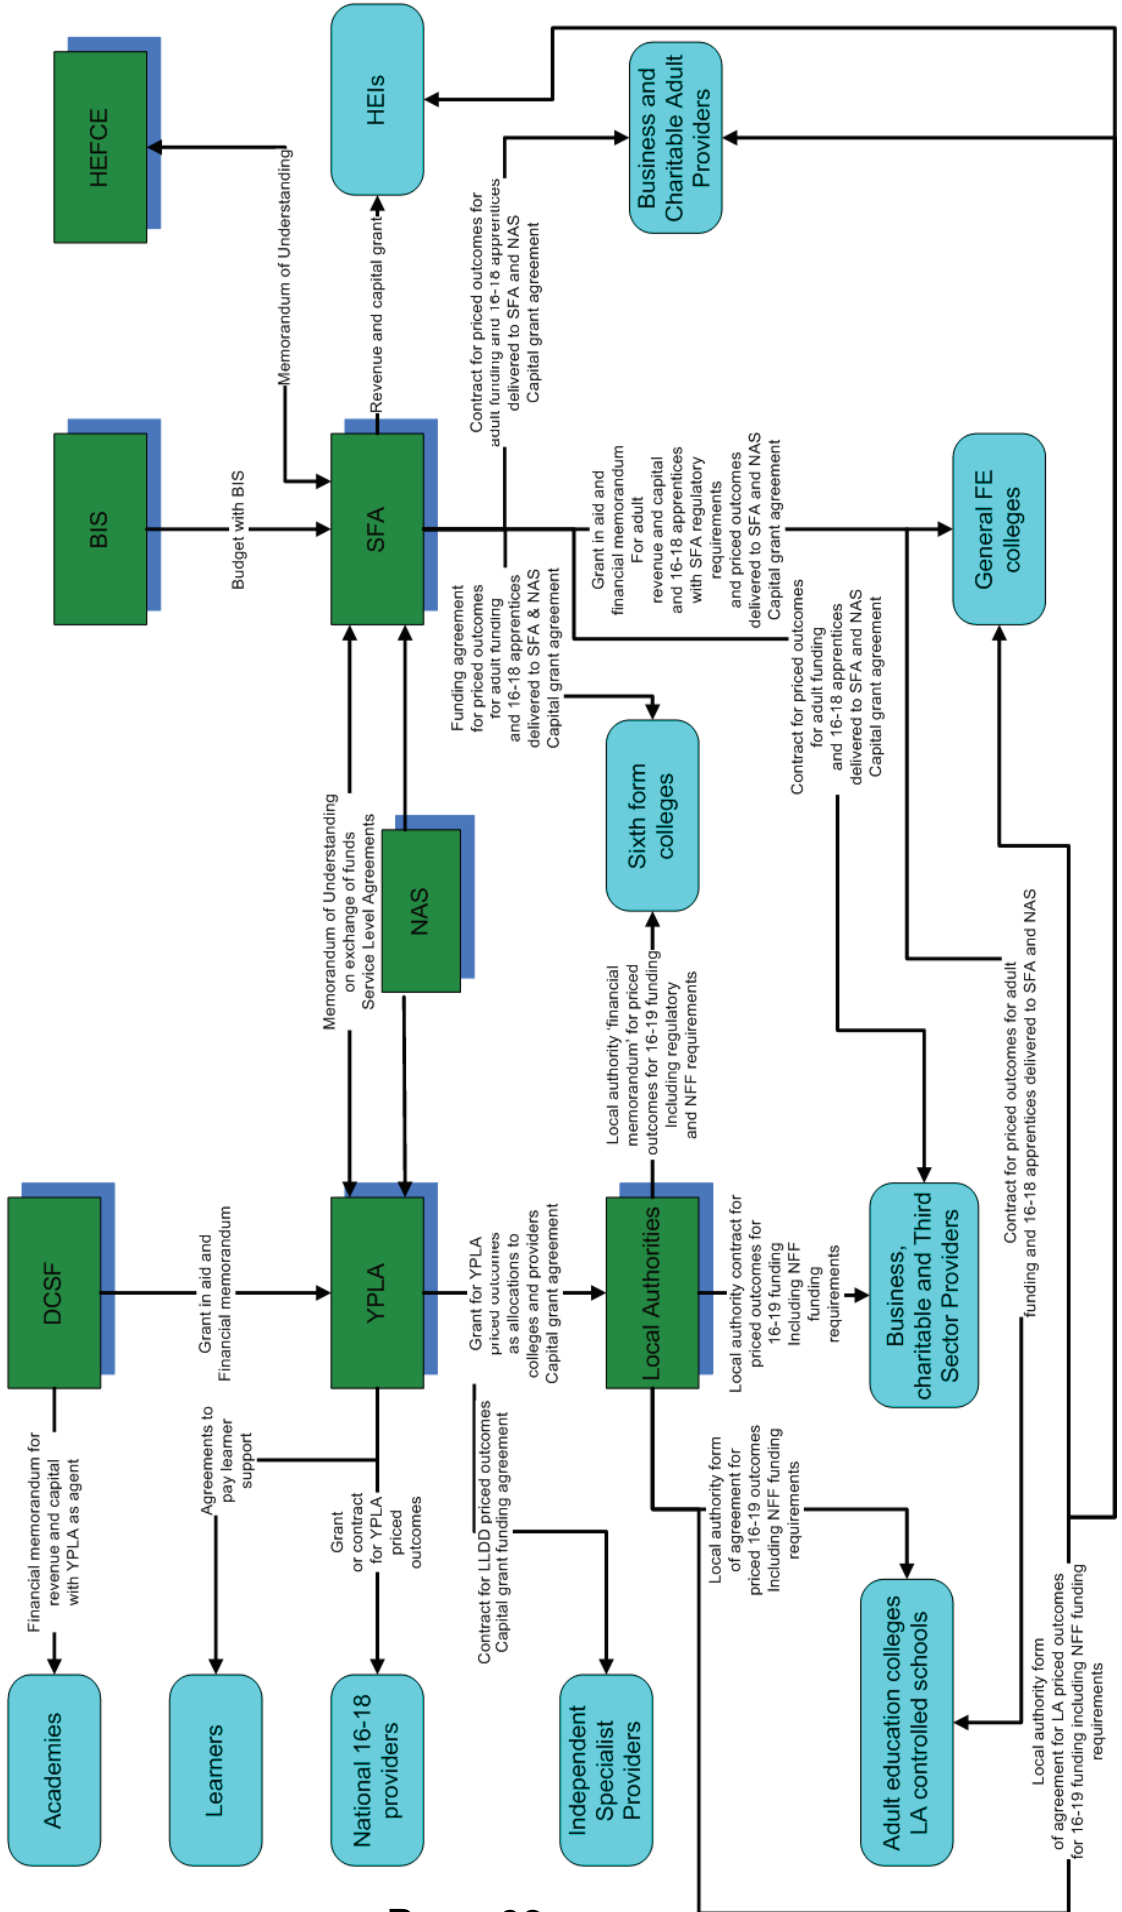 Academies
Financial memorandum for
revenue and capital
with YPLA as agent
DCSF
BIS
HEFCE
Learners
Agreements to
pay learner
support
Grant in aid and
Financial memorandum
Budget with BIS
Memorandum of Understanding
National 16-18
providers
Grant
or contract
for YPLA
priced
outcomes
YPLA
Memorandum of Understanding
on exchange of funds
Service Level Agreements
NAS
SFA
Revenue and capital grant
HEIs
Independent
Specialist
Providers
Contract for LLDD priced outcomes
Capital grant funding agreement
Grant for YPLA
priced outcomes
as allocations to
colleges and providers
Capital grant agreement
Funding agreement
for priced outcomes
for adult funding
and 16-18 apprentices
delivered to SFA & NAS
Capital grant agreement
Contract for priced outcomes for
adult funding and 16-18 apprentices
delivered to SFA and NAS
Capital grant agreement
Local Authorities
Local authority 'financial
memorandum' for priced
outcomes for 16-19 funding
Including regulatory
and NFF requirements
Sixth form
colleges
Grant in aid and
financial memorandum
For adult
revenue and capital
and 16-18 apprentices
with SFA regulatory
requirements
and priced outcomes
delivered to SFA and NAS
Capital grant agreement
Business and
Charitable Adult
Providers
Local authority form
of agreement for
priced 16-19 outcomes
Including NFF funding
requirements
Local authority contract for
priced outcomes for
16-19 funding
Including NFF
funding
requirements
Contract for priced outcomes
for adult funding
and 16-18 apprentices
delivered to SFA and NAS
Capital grant agreement
Adult education colleges
LA controlled schools
Business,
charitable and Third
Sector Providers
General FE
colleges
Contract for priced outcomes for adult
funding and 16-18 apprentices delivered to SFA and NAS
Local authority form
of agreement for LA priced outcomes
for 16-19 funding including NFF funding
requirements